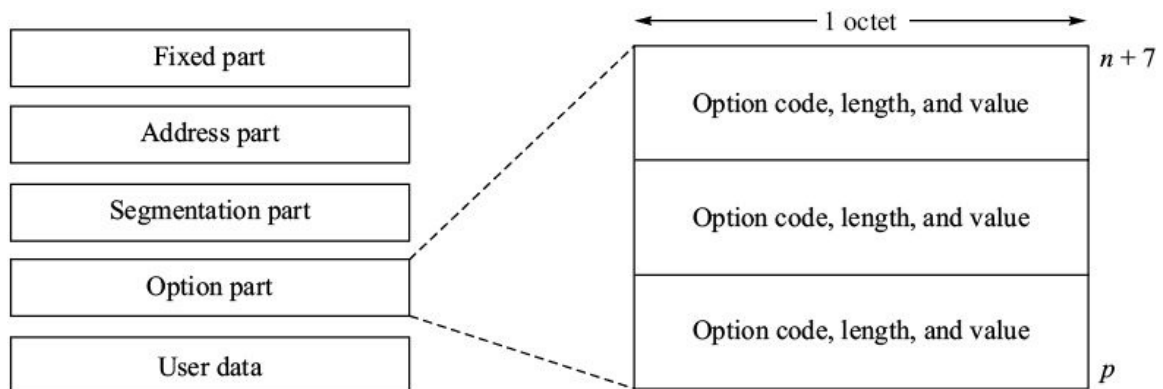 Fixed part
Address part
Segmentation part
Option part
User data
1 octet
n + 7
Option code, length, and value
Option code, length, and value
Option code, length, and value
p